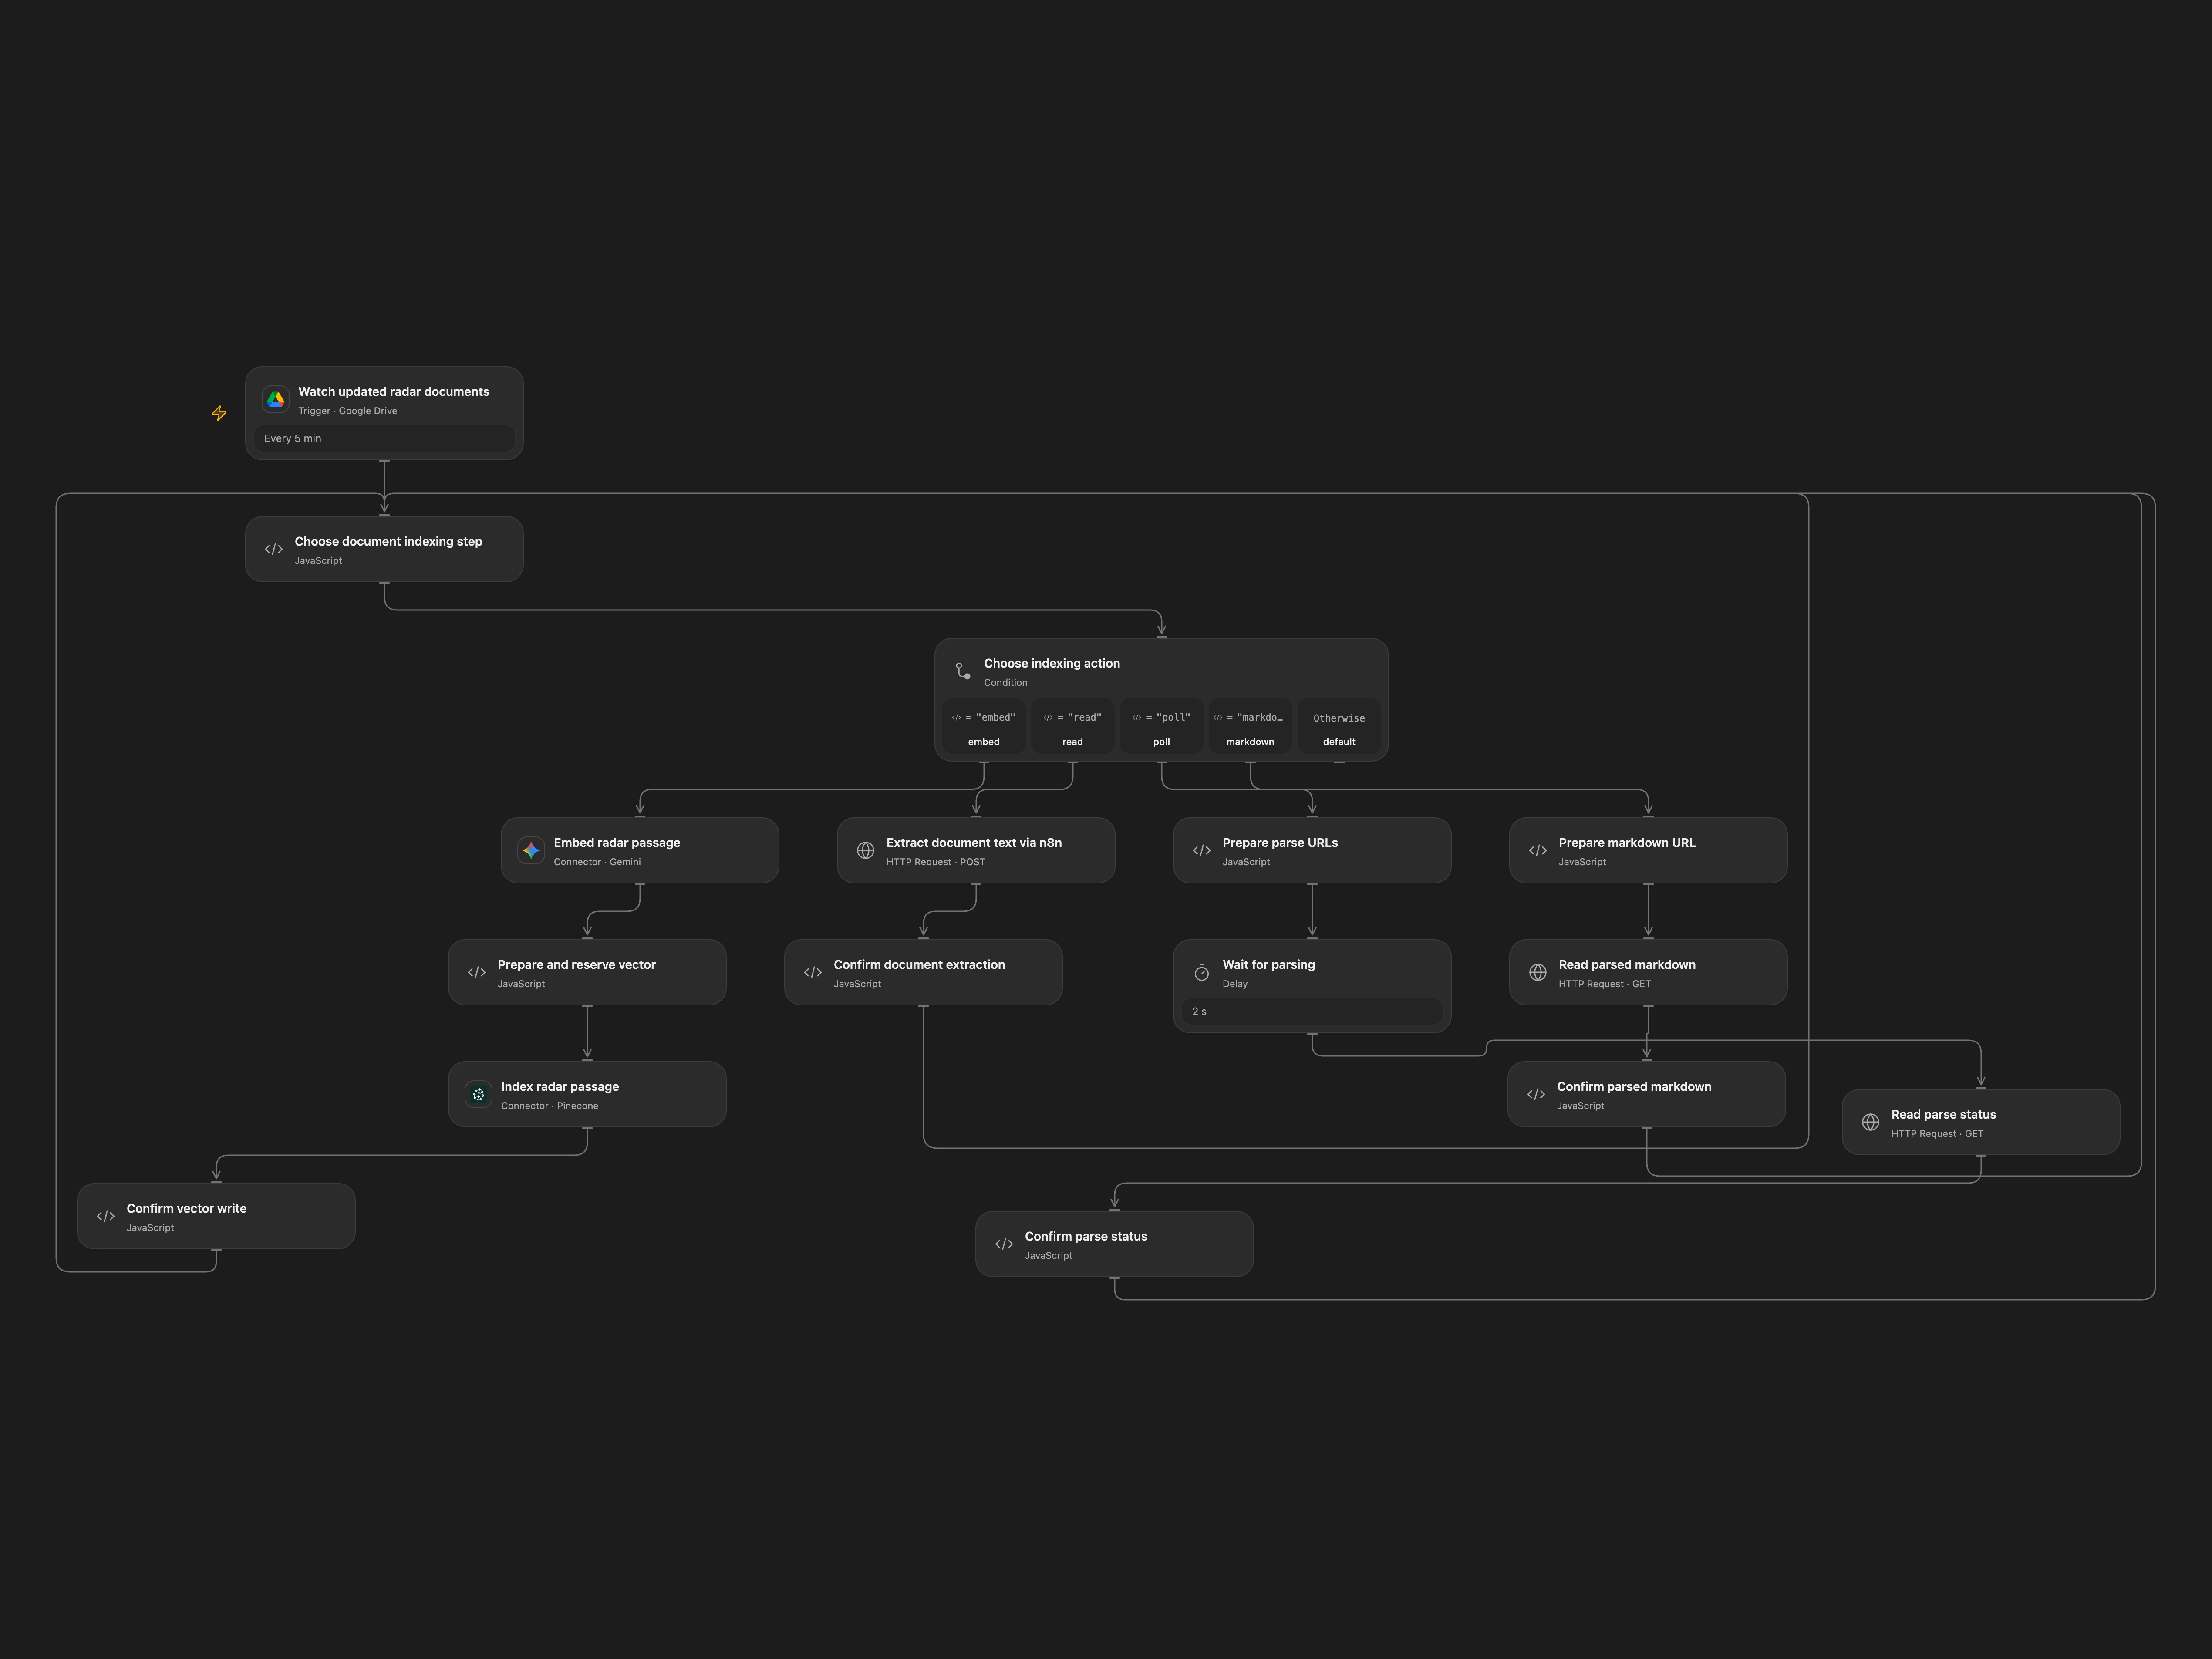 Watch updated radar documents
Trigger · Google Drive
Every 5 min
Choose document indexing step
JavaScript
Choose indexing action
Condition
</> = "embed"
embed
</> = "read"
read
</> = "poll"
poll
</> = "markdo…
markdown
Otherwise
default
Embed radar passage
Connector · Gemini
Extract document text via n8n
HTTP Request · POST
Prepare parse URLs
JavaScript
Prepare markdown URL
JavaScript
Prepare and reserve vector
JavaScript
Confirm document extraction
JavaScript
Wait for parsing
Delay
2 s
Read parsed markdown
HTTP Request · GET
Index radar passage
Connector · Pinecone
Confirm parsed markdown
JavaScript
Read parse status
HTTP Request · GET
Confirm vector write
JavaScript
Confirm parse status
JavaScript